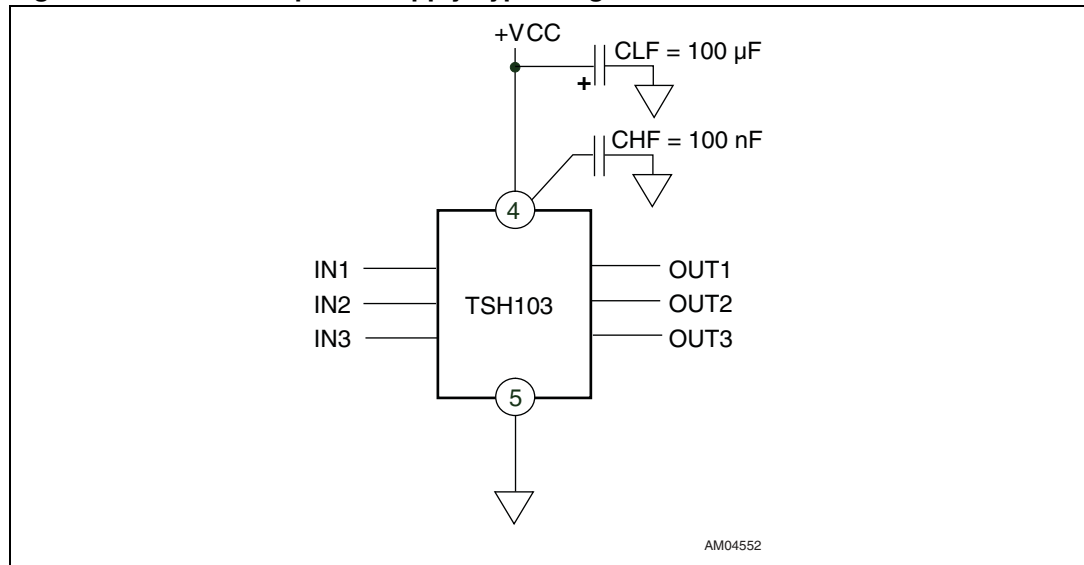 +VCC
CLF = 100 µF
+
CHF = 100 nF
4
IN1
OUT1
IN2
TSH103
OUT2
IN3
OUT3
5
AM04552